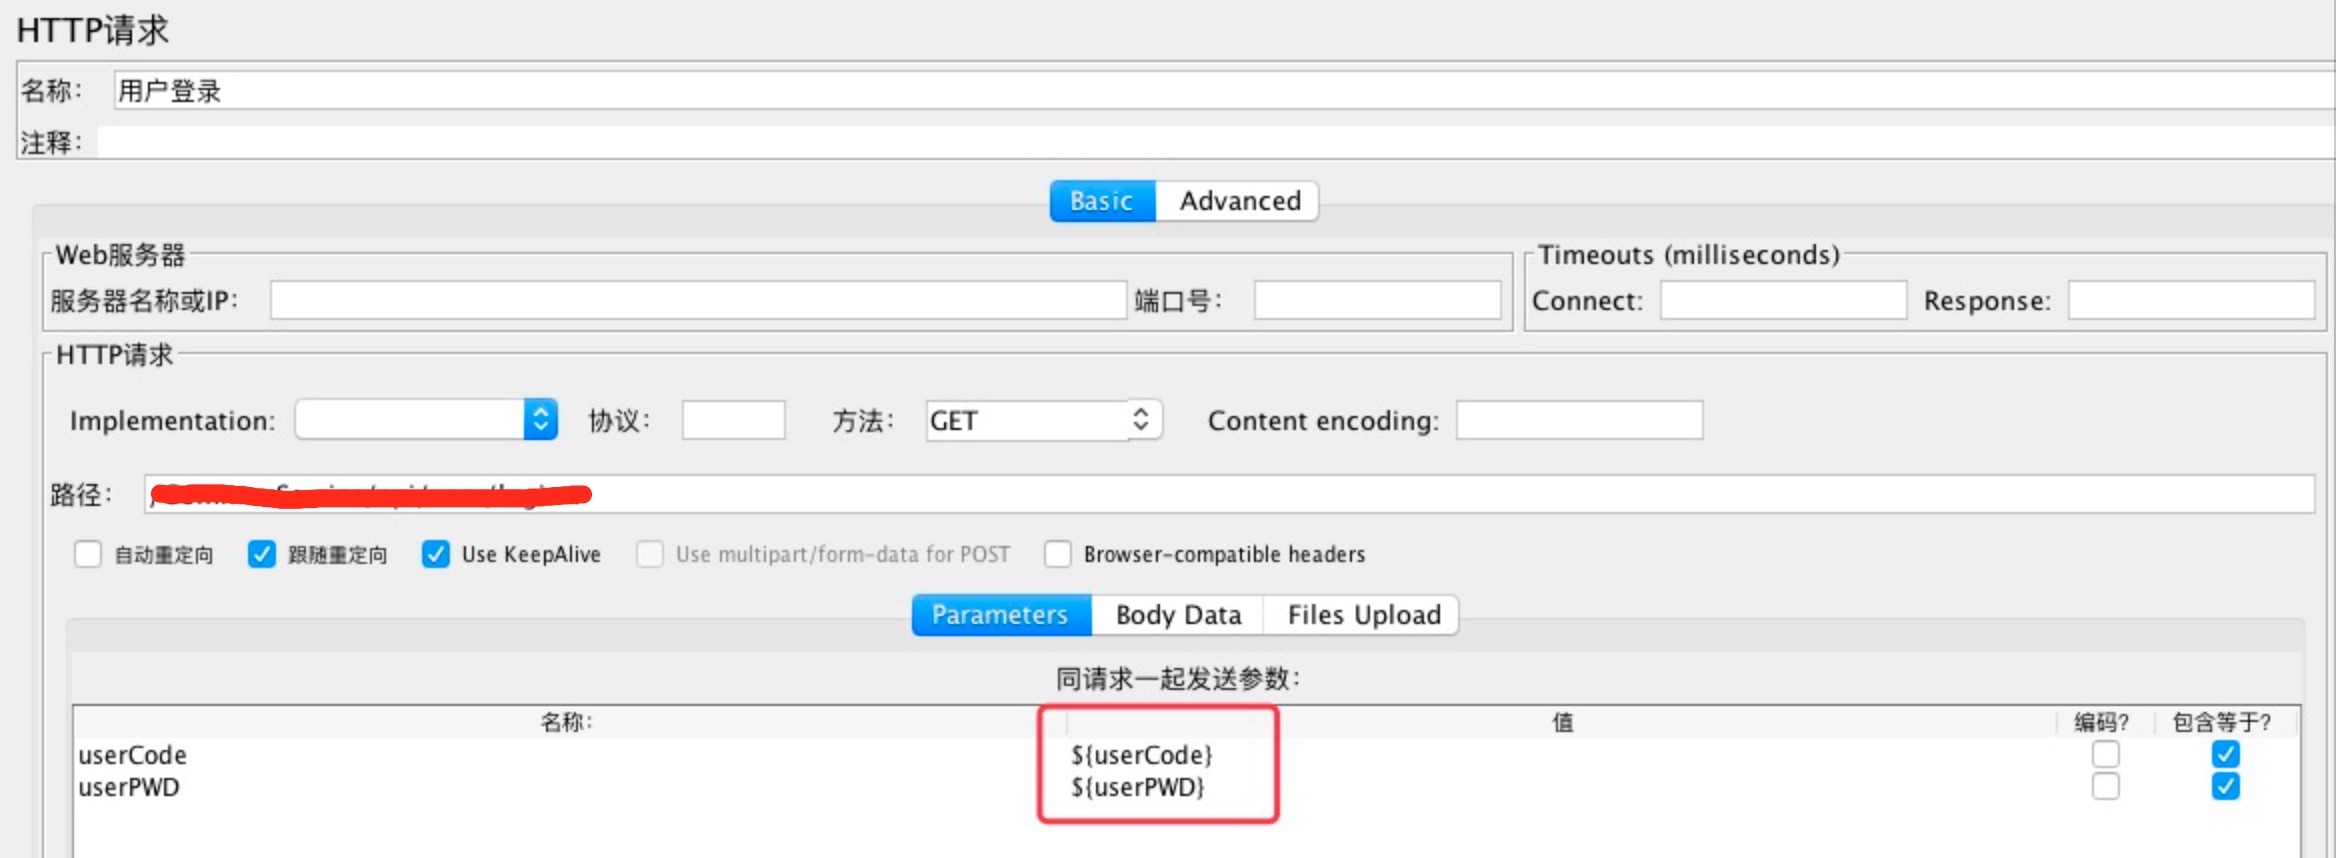 HTTP请求
名称： 用户登录
注释：
Basic Advanced
Web服务器 Timeouts (milliseconds)
服务器名称或IP： 端口号： Connect: Response:
HTTP请求
Implementation: 协议： 方法： GET Content encoding:
路径：
自动重定向 跟随重定向 Use KeepAlive Use multipart/form-data for POST Browser-compatible headers
Parameters Body Data Files Upload
同请求一起发送参数：
名称: 值 编码? 包含等于?
userCode ${userCode}
userPWD ${userPWD}